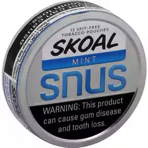 15 SPIT-FREE
TOBACCO POUCHES
SKOAL
MINT
snus
WARNING: This product
can cause gum disease
and tooth loss.